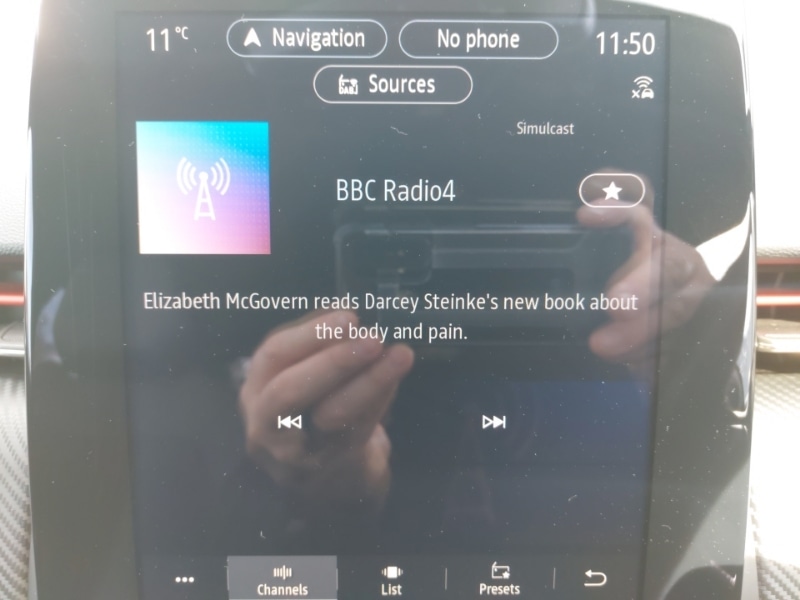 11°C
Navigation
No phone
11:50
DAB
Sources
Simulcast
BBC Radio4
Elizabeth McGovern reads Darcey Steinke's new book about
the body and pain.
Channels
List
Presets